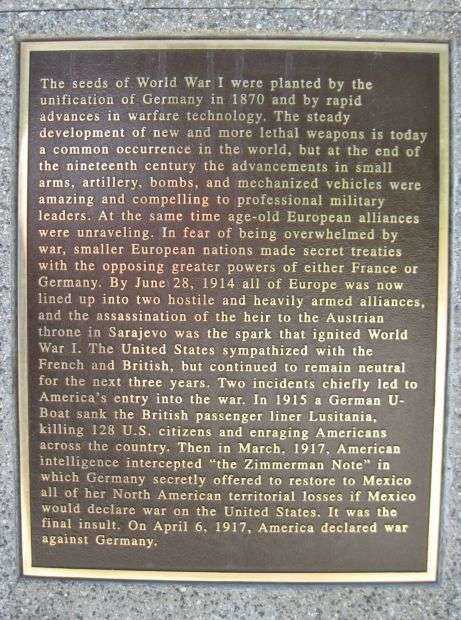 The seeds of World War I were planted by the
unification of Germany in 1870 and by rapid
advances in warfare technology. The steady
development of new and more lethal weapons is today
a common occurrence in the world, but at the end of
the nineteenth century the advancements in small
arms, artillery, bombs, and mechanized vehicles were
amazing and compelling to professional military
leaders. At the same time age-old European alliances
were unraveling. In fear of being overwhelmed by
war, smaller European nations made secret treaties
with the opposing greater powers of either France or
Germany. By June 28, 1914 all of Europe was now
lined up into two hostile and heavily armed alliances,
and the assassination of the heir to the Austrian
throne in Sarajevo was the spark that ignited World
War I. The United States sympathized with the
French and British, but continued to remain neutral
for the next three years. Two incidents chiefly led to
America's entry into the war. In 1915 a German U-
Boat sank the British passenger liner Lusitania,
killing 128 U.S. citizens and enraging Americans
across the country. Then in March, 1917, American
intelligence intercepted "the Zimmerman Note" in
which Germany secretly offered to restore to Mexico
all of her North American territorial losses if Mexico
would declare war on the United States. It was the
final insult. On April 6, 1917, America declared war
against Germany.